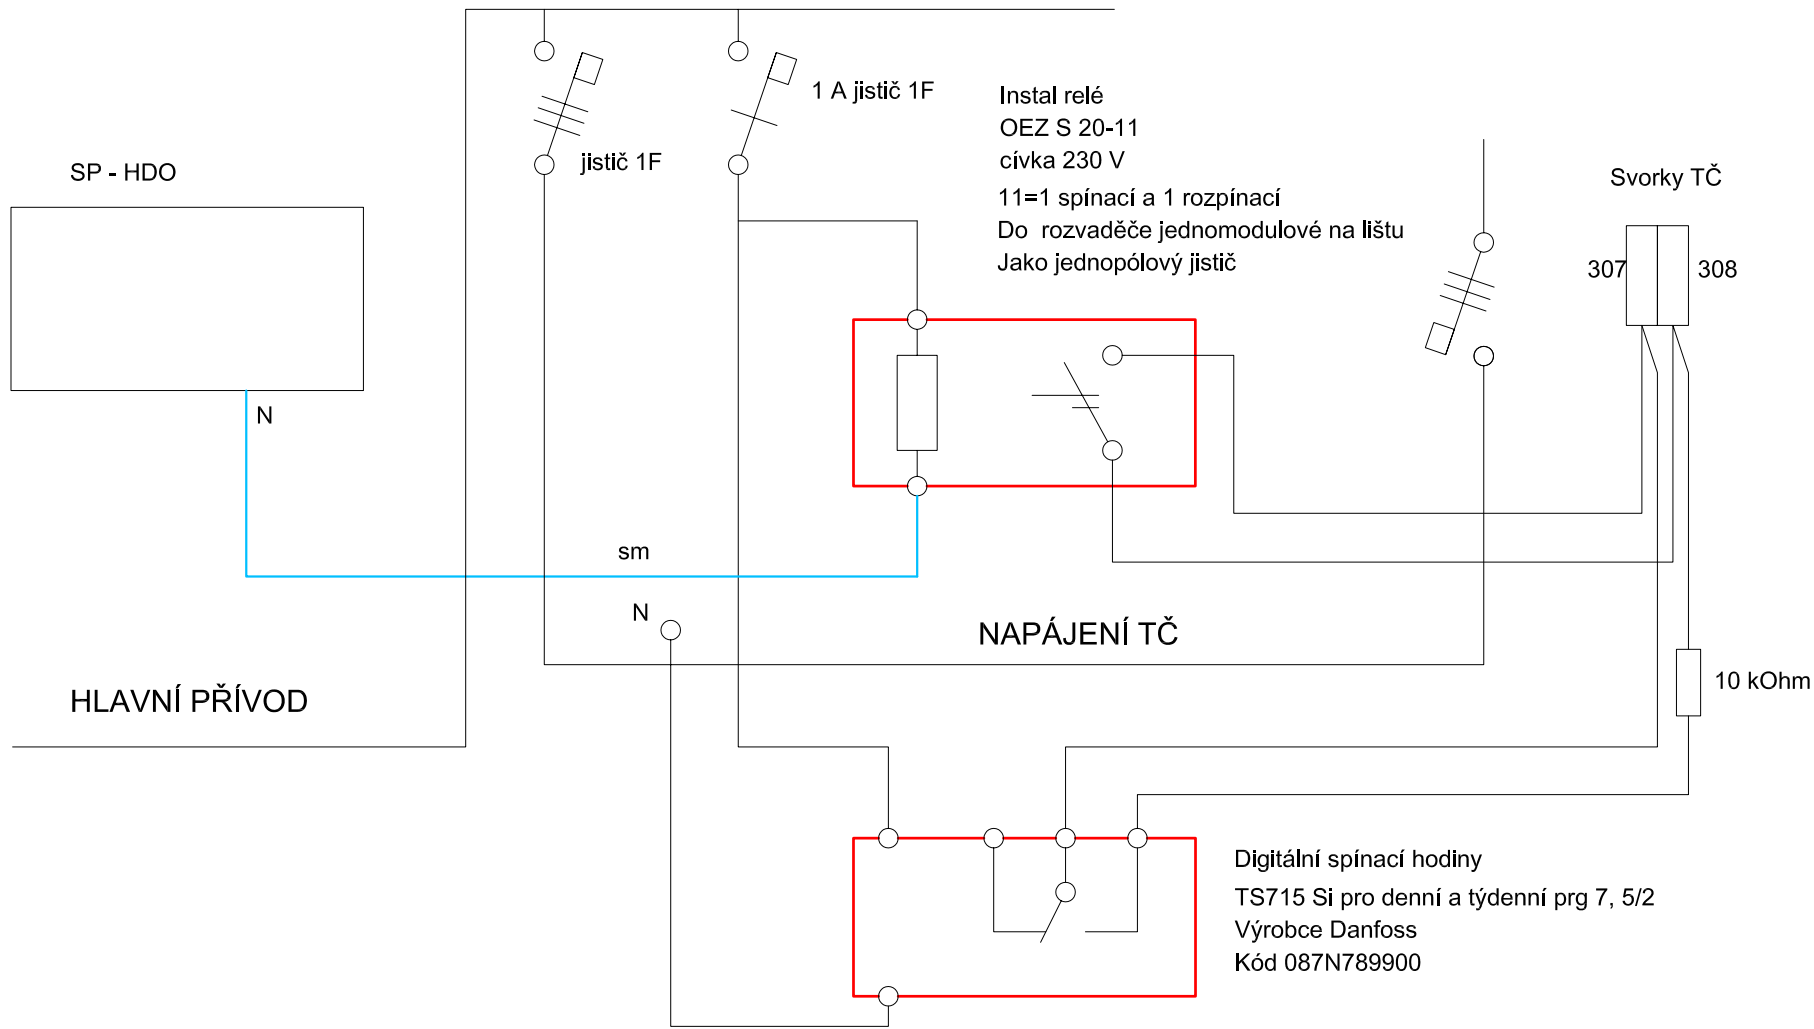 1 A jistič 1F
jistič 1F
Instal relé
OEZ S 20-11
cívka 230 V
11=1 spínací a 1 rozpínací
Do rozvaděče jednomodulové na lištu
Jako jednopólový jistič
SP - HDO
Svorky TČ
307
308
N
sm
N
NAPÁJENÍ TČ
HLAVNÍ PŘÍVOD
10 kOhm
Digitální spínací hodiny
TS715 Si pro denní a týdenní prg 7, 5/2
Výrobce Danfoss
Kód 087N789900